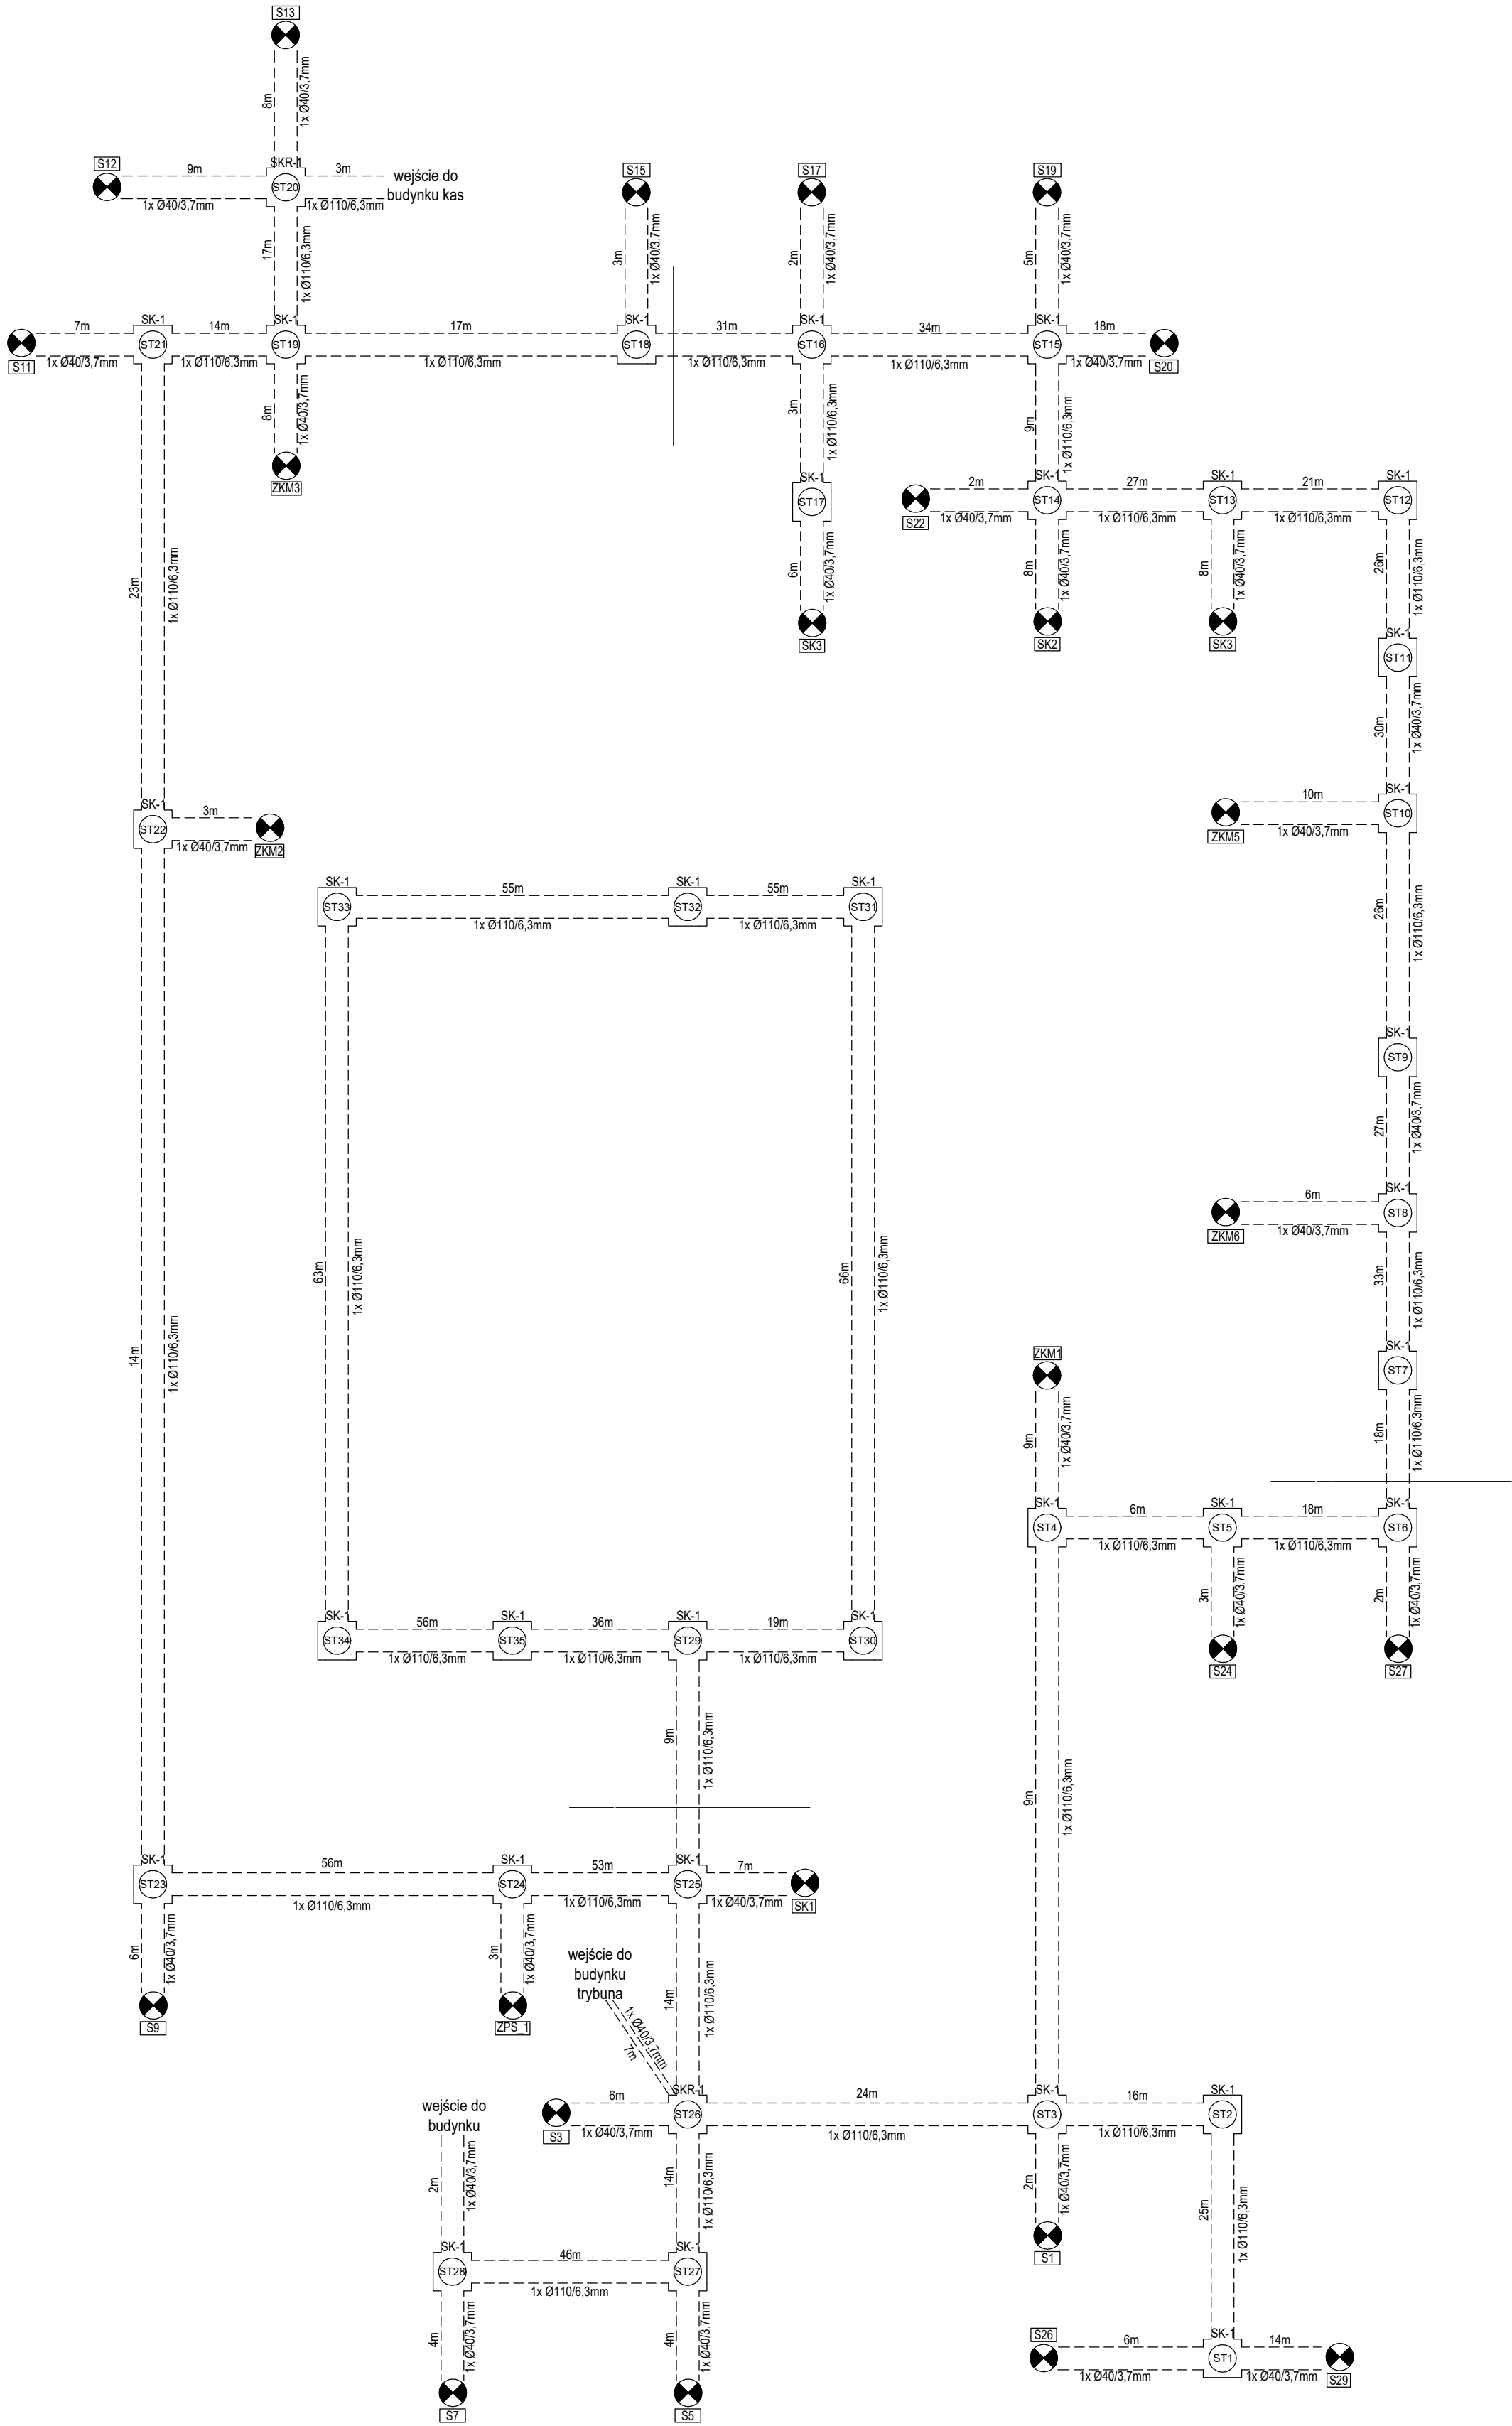 S13
8m
1x Ø40/3,7mm
S12
9m
1x Ø40/3,7mm
SKR-1
ST20
3m
1x Ø110/6,3mm
wejście do
budynku kas
17m
1x Ø110/6,3mm
S15
3m
1x Ø40/3,7mm
S17
2m
1x Ø40/3,7mm
S19
5m
1x Ø40/3,7mm
S11
7m
1x Ø40/3,7mm
SK-1
ST21
14m
1x Ø110/6,3mm
SK-1
ST19
17m
1x Ø110/6,3mm
SK-1
ST18
31m
1x Ø110/6,3mm
SK-1
ST16
34m
1x Ø110/6,3mm
SK-1
ST15
18m
1x Ø40/3,7mm
S20
8m
1x Ø40/3,7mm
ZKM3
3m
1x Ø110/6,3mm
SK-1
ST17
6m
1x Ø40/3,7mm
SK3
9m
1x Ø110/6,3mm
S22
2m
1x Ø40/3,7mm
SK-1
ST14
27m
1x Ø110/6,3mm
SK-1
ST13
21m
1x Ø110/6,3mm
SK-1
ST12
8m
1x Ø40/3,7mm
SK2
8m
1x Ø40/3,7mm
SK3
26m
1x Ø110/6,3mm
SK-1
ST11
30m
1x Ø40/3,7mm
23m
1x Ø110/6,3mm
SK-1
ST22
3m
1x Ø40/3,7mm
ZKM2
10m
1x Ø40/3,7mm
ZKM5
SK-1
ST10
26m
1x Ø110/6,3mm
SK-1
ST33
55m
1x Ø110/6,3mm
SK-1
ST32
55m
1x Ø110/6,3mm
SK-1
ST31
SK-1
ST9
27m
1x Ø40/3,7mm
6m
1x Ø40/3,7mm
ZKM6
SK-1
ST8
63m
1x Ø110/6,3mm
66m
1x Ø110/6,3mm
33m
1x Ø110/6,3mm
14m
1x Ø110/6,3mm
ZKM1
9m
1x Ø40/3,7mm
SK-1
ST7
18m
1x Ø110/6,3mm
SK-1
ST4
6m
1x Ø110/6,3mm
SK-1
ST5
18m
1x Ø110/6,3mm
SK-1
ST6
3m
1x Ø40/3,7mm
S24
2m
1x Ø40/3,7mm
S27
SK-1
ST34
56m
1x Ø110/6,3mm
SK-1
ST35
36m
1x Ø110/6,3mm
SK-1
ST29
19m
1x Ø110/6,3mm
SK-1
ST30
9m
1x Ø110/6,3mm
9m
1x Ø110/6,3mm
SK-1
ST23
56m
1x Ø110/6,3mm
SK-1
ST24
53m
1x Ø110/6,3mm
SK-1
ST25
7m
1x Ø40/3,7mm
SK1
6m
1x Ø40/3,7mm
S9
3m
1x Ø40/3,7mm
ZPS_1
wejście do
budynku
trybuna
1x Ø40/3,7mm
7m
14m
1x Ø110/6,3mm
wejście do
budynku
2m
1x Ø40/3,7mm
6m
1x Ø40/3,7mm
S3
SKR-1
ST26
24m
1x Ø110/6,3mm
SK-1
ST3
16m
1x Ø110/6,3mm
SK-1
ST2
14m
1x Ø110/6,3mm
2m
1x Ø40/3,7mm
S1
25m
1x Ø110/6,3mm
SK-1
ST28
46m
1x Ø110/6,3mm
SK-1
ST27
4m
1x Ø40/3,7mm
S7
4m
1x Ø40/3,7mm
S5
S26
6m
1x Ø40/3,7mm
SK-1
ST1
14m
1x Ø40/3,7mm
S29